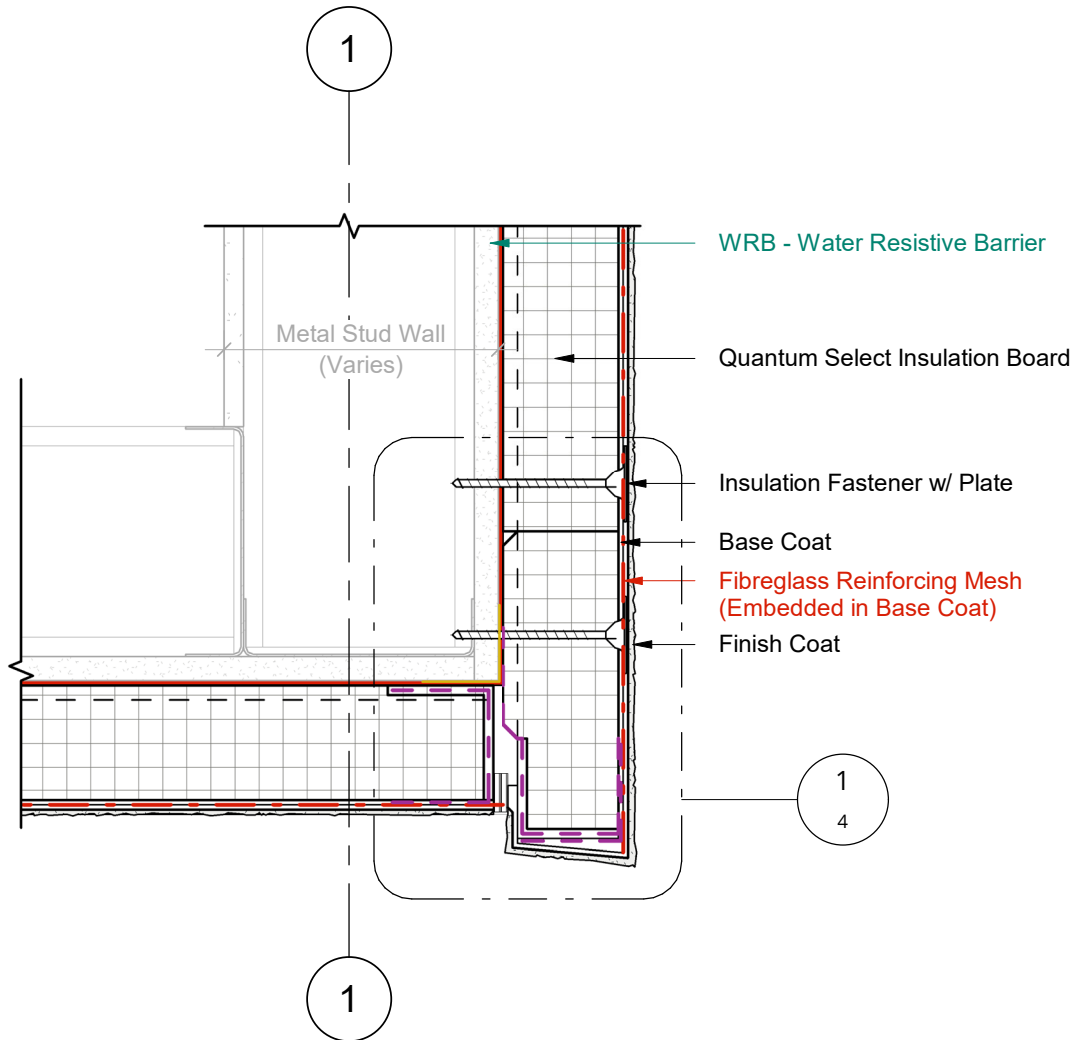 1
WRB - Water Resistive Barrier
Metal Stud Wall
(Varies)
Quantum Select Insulation Board
Insulation Fastener w/ Plate
Base Coat
Fibreglass Reinforcing Mesh
(Embedded in Base Coat)
Finish Coat
1
4
1